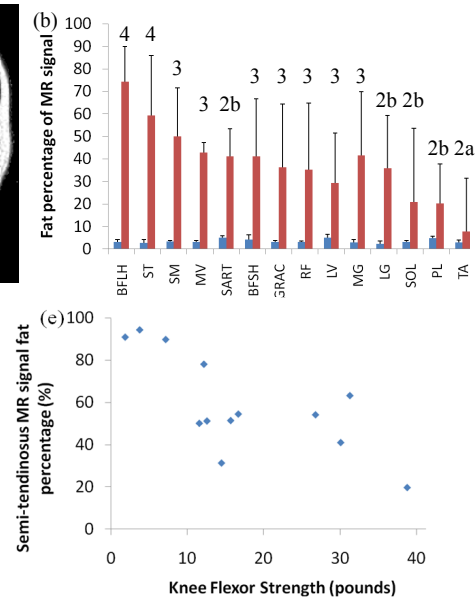 (b)
Fat percentage of MR signal
100
90
80
70
60
50
40
30
20
10
0
4 4 3 3 2b 3 3 3 3 3 2b 2b 2b 2a
BFLH ST SM MV SART BFSH GRAC RF LV MG LG SOL PL TA
(e)
Semi-tendinosus MR signal fat
percentage (%)
100
80
60
40
20
0
0 10 20 30 40
Knee Flexor Strength (pounds)